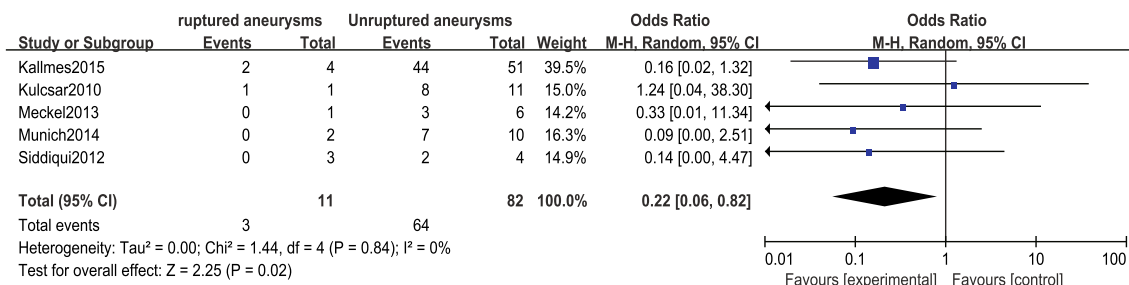 ruptured aneurysms Unruptured aneurysms Odds Ratio Odds Ratio
Study or Subgroup Events Total Events Total Weight M-H, Random, 95% CI M-H, Random, 95% CI
Kallmes2015 2 4 44 51 39.5% 0.16 [0.02, 1.32]
Kulcsar2010 1 1 8 11 15.0% 1.24 [0.04, 38.30]
Meckel2013 0 1 3 6 14.2% 0.33 [0.01, 11.34]
Munich2014 0 2 7 10 16.3% 0.09 [0.00, 2.51]
Siddiqui2012 0 3 2 4 14.9% 0.14 [0.00, 4.47]
Total (95% CI) 11 82 100.0% 0.22 [0.06, 0.82]
Total events 3 64
Heterogeneity: Tau² = 0.00; Chi² = 1.44, df = 4 (P = 0.84); I² = 0%
Test for overall effect: Z = 2.25 (P = 0.02)
0.01 0.1 1 10 100
Favours [experimental] Favours [control]